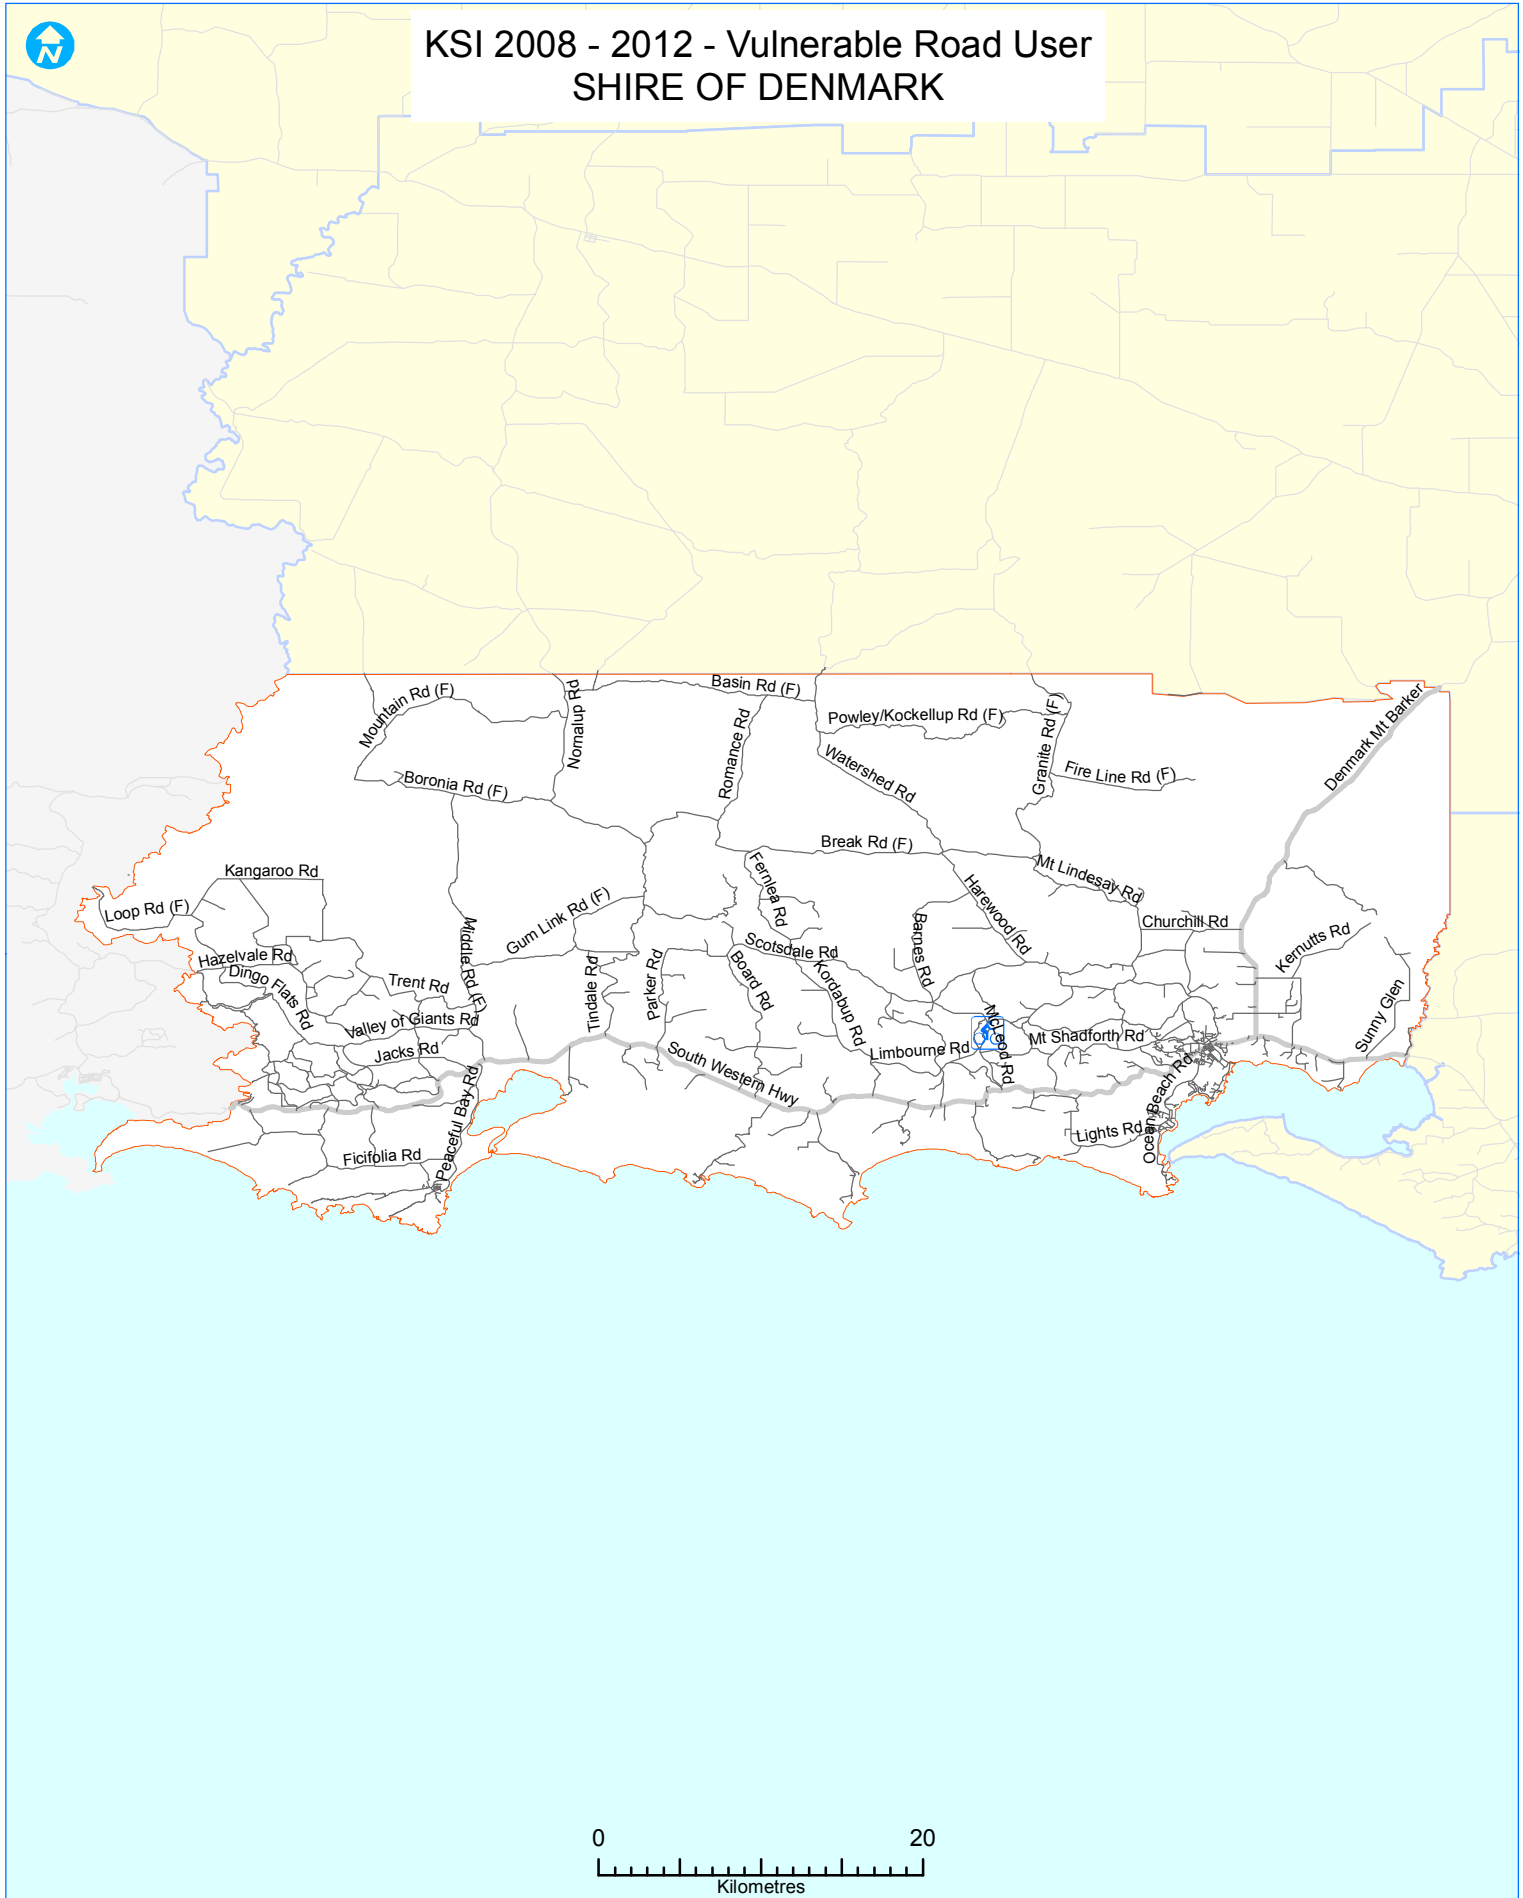 N
KSI 2008 - 2012 - Vulnerable Road User
SHIRE OF DENMARK
Mountain Rd (F)
Nornalup Rd
Basin Rd (F)
Romance Rd
Powley/Kockellup Rd (F)
Granite Rd (F)
Denmark Mt Barker
Boronia Rd (F)
Watershed Rd
Fire Line Rd (F)
Break Rd (F)
Kangaroo Rd
Fernlea Rd
Mt Lindesay Rd
Harewood Rd
Loop Rd (F)
Gum Link Rd (F)
Middle Rd (F)
Barnes Rd
Churchill Rd
Kernutts Rd
Hazelvale Rd
Scotsdale Rd
Dingo Flats Rd
Trent Rd
Tindale Rd
Parker Rd
Board Rd
Kordabup Rd
Sunny Glen
Valley of Giants Rd
McLeod Rd
Mt Shadforth Rd
Jacks Rd
Limbourne Rd
South Western Hwy
Peaceful Bay Rd
Ocean Beach Rd
Lights Rd
Ficifolia Rd
0 20
Kilometres